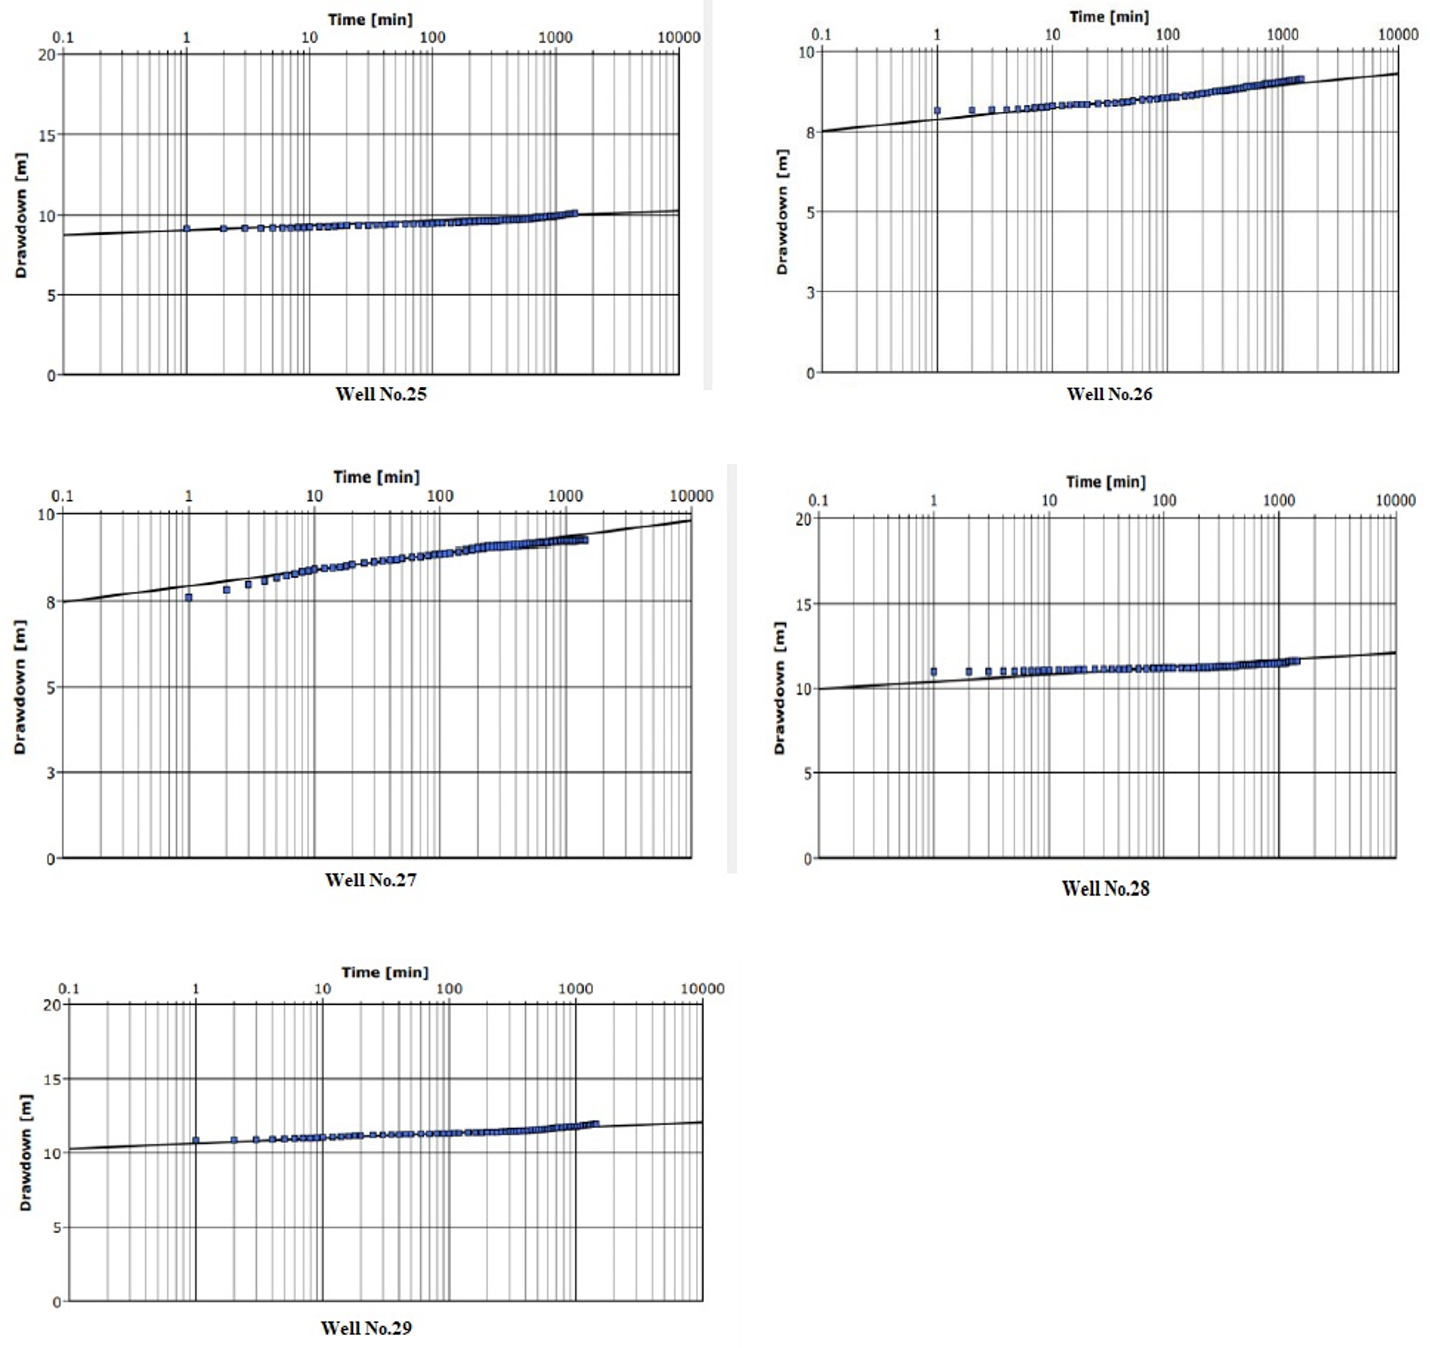 Time [min]
0.1 1 10 100 1000 10000
20
15
10
5
0
Drawdown [m]
Well No.25
Time [min]
0.1 1 10 100 1000 10000
10
8
5
3
0
Drawdown [m]
Well No.26
Time [min]
0.1 1 10 100 1000 10000
10
8
5
3
0
Drawdown [m]
Well No.27
Time [min]
0.1 1 10 100 1000 10000
20
15
10
5
0
Drawdown [m]
Well No.28
Time [min]
0.1 1 10 100 1000 10000
20
15
10
5
0
Drawdown [m]
Well No.29